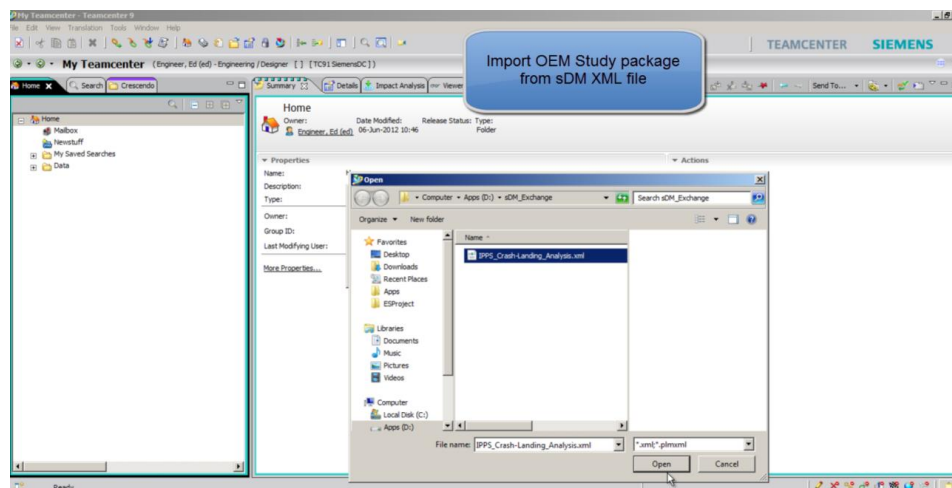 My Teamcenter - Teamcenter 9
File Edit View Translation Tools Window Help
TEAMCENTER SIEMENS
My Teamcenter (Engineer, Ed (ed) - Engineering / Designer [ ] [TC91SiemensDC])
Import OEM Study package
from sDM XML file
Home Search Crescendo
Summary Details Impact Analysis Viewer
Send To...
Home
Mailbox
Newstuff
My Saved Searches
Data
Home
Owner: Date Modified: Release Status: Type:
Engineer, Ed (ed) 06-Jun-2012 10:46 Folder
Properties
Actions
Name:
Description:
Type:
Owner:
Group ID:
Last Modifying User:
More Properties...
Open
Computer Apps (D:) sDM_Exchange
Search sDM_Exchange
Organize New folder
Favorites
Desktop
Downloads
Recent Places
Apps
ESProject
Libraries
Documents
Music
Pictures
Videos
Computer
Local Disk (C:)
Apps (D:)
Name
IPPS_Crash-Landing_Analysis.xml
File name: IPPS_Crash-Landing_Analysis.xml
*.xml;*.plmxml
Open Cancel
Ready